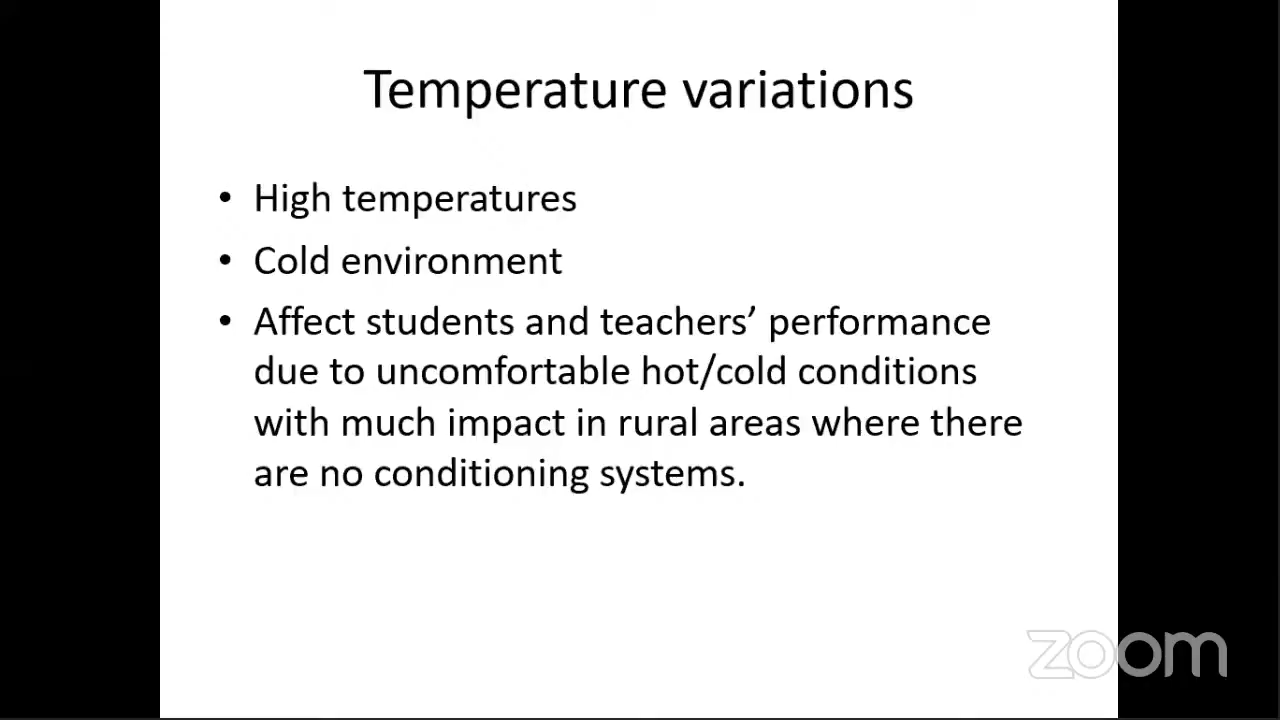 Temperature variations
• High temperatures
• Cold environment
• Affect students and teachers’ performance
due to uncomfortable hot/cold conditions
with much impact in rural areas where there
are no conditioning systems.
zoom